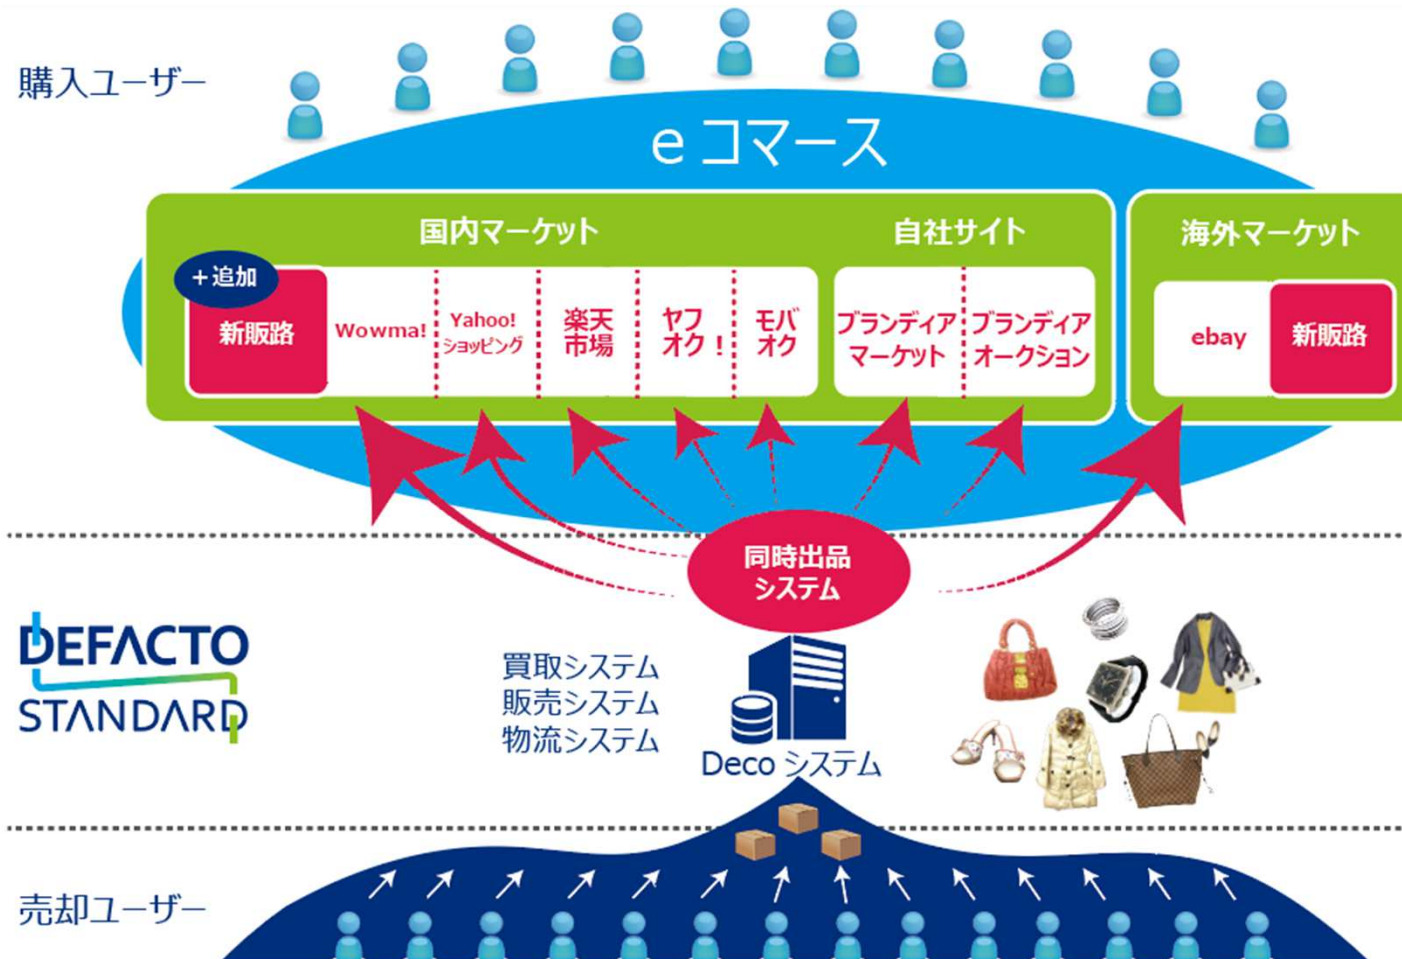 購入ユーザー
eコマース
国内マーケット
自社サイト
海外マーケット
+追加
新販路
Wowma!
Yahoo!
ショッピング
楽天
市場
ヤフ
オク！
モバ
オク
ブランディア
マーケット
ブランディア
オークション
ebay
新販路
同時出品
システム
DEFACTO
STANDARD
買取システム
販売システム
物流システム
Deco システム
売却ユーザー